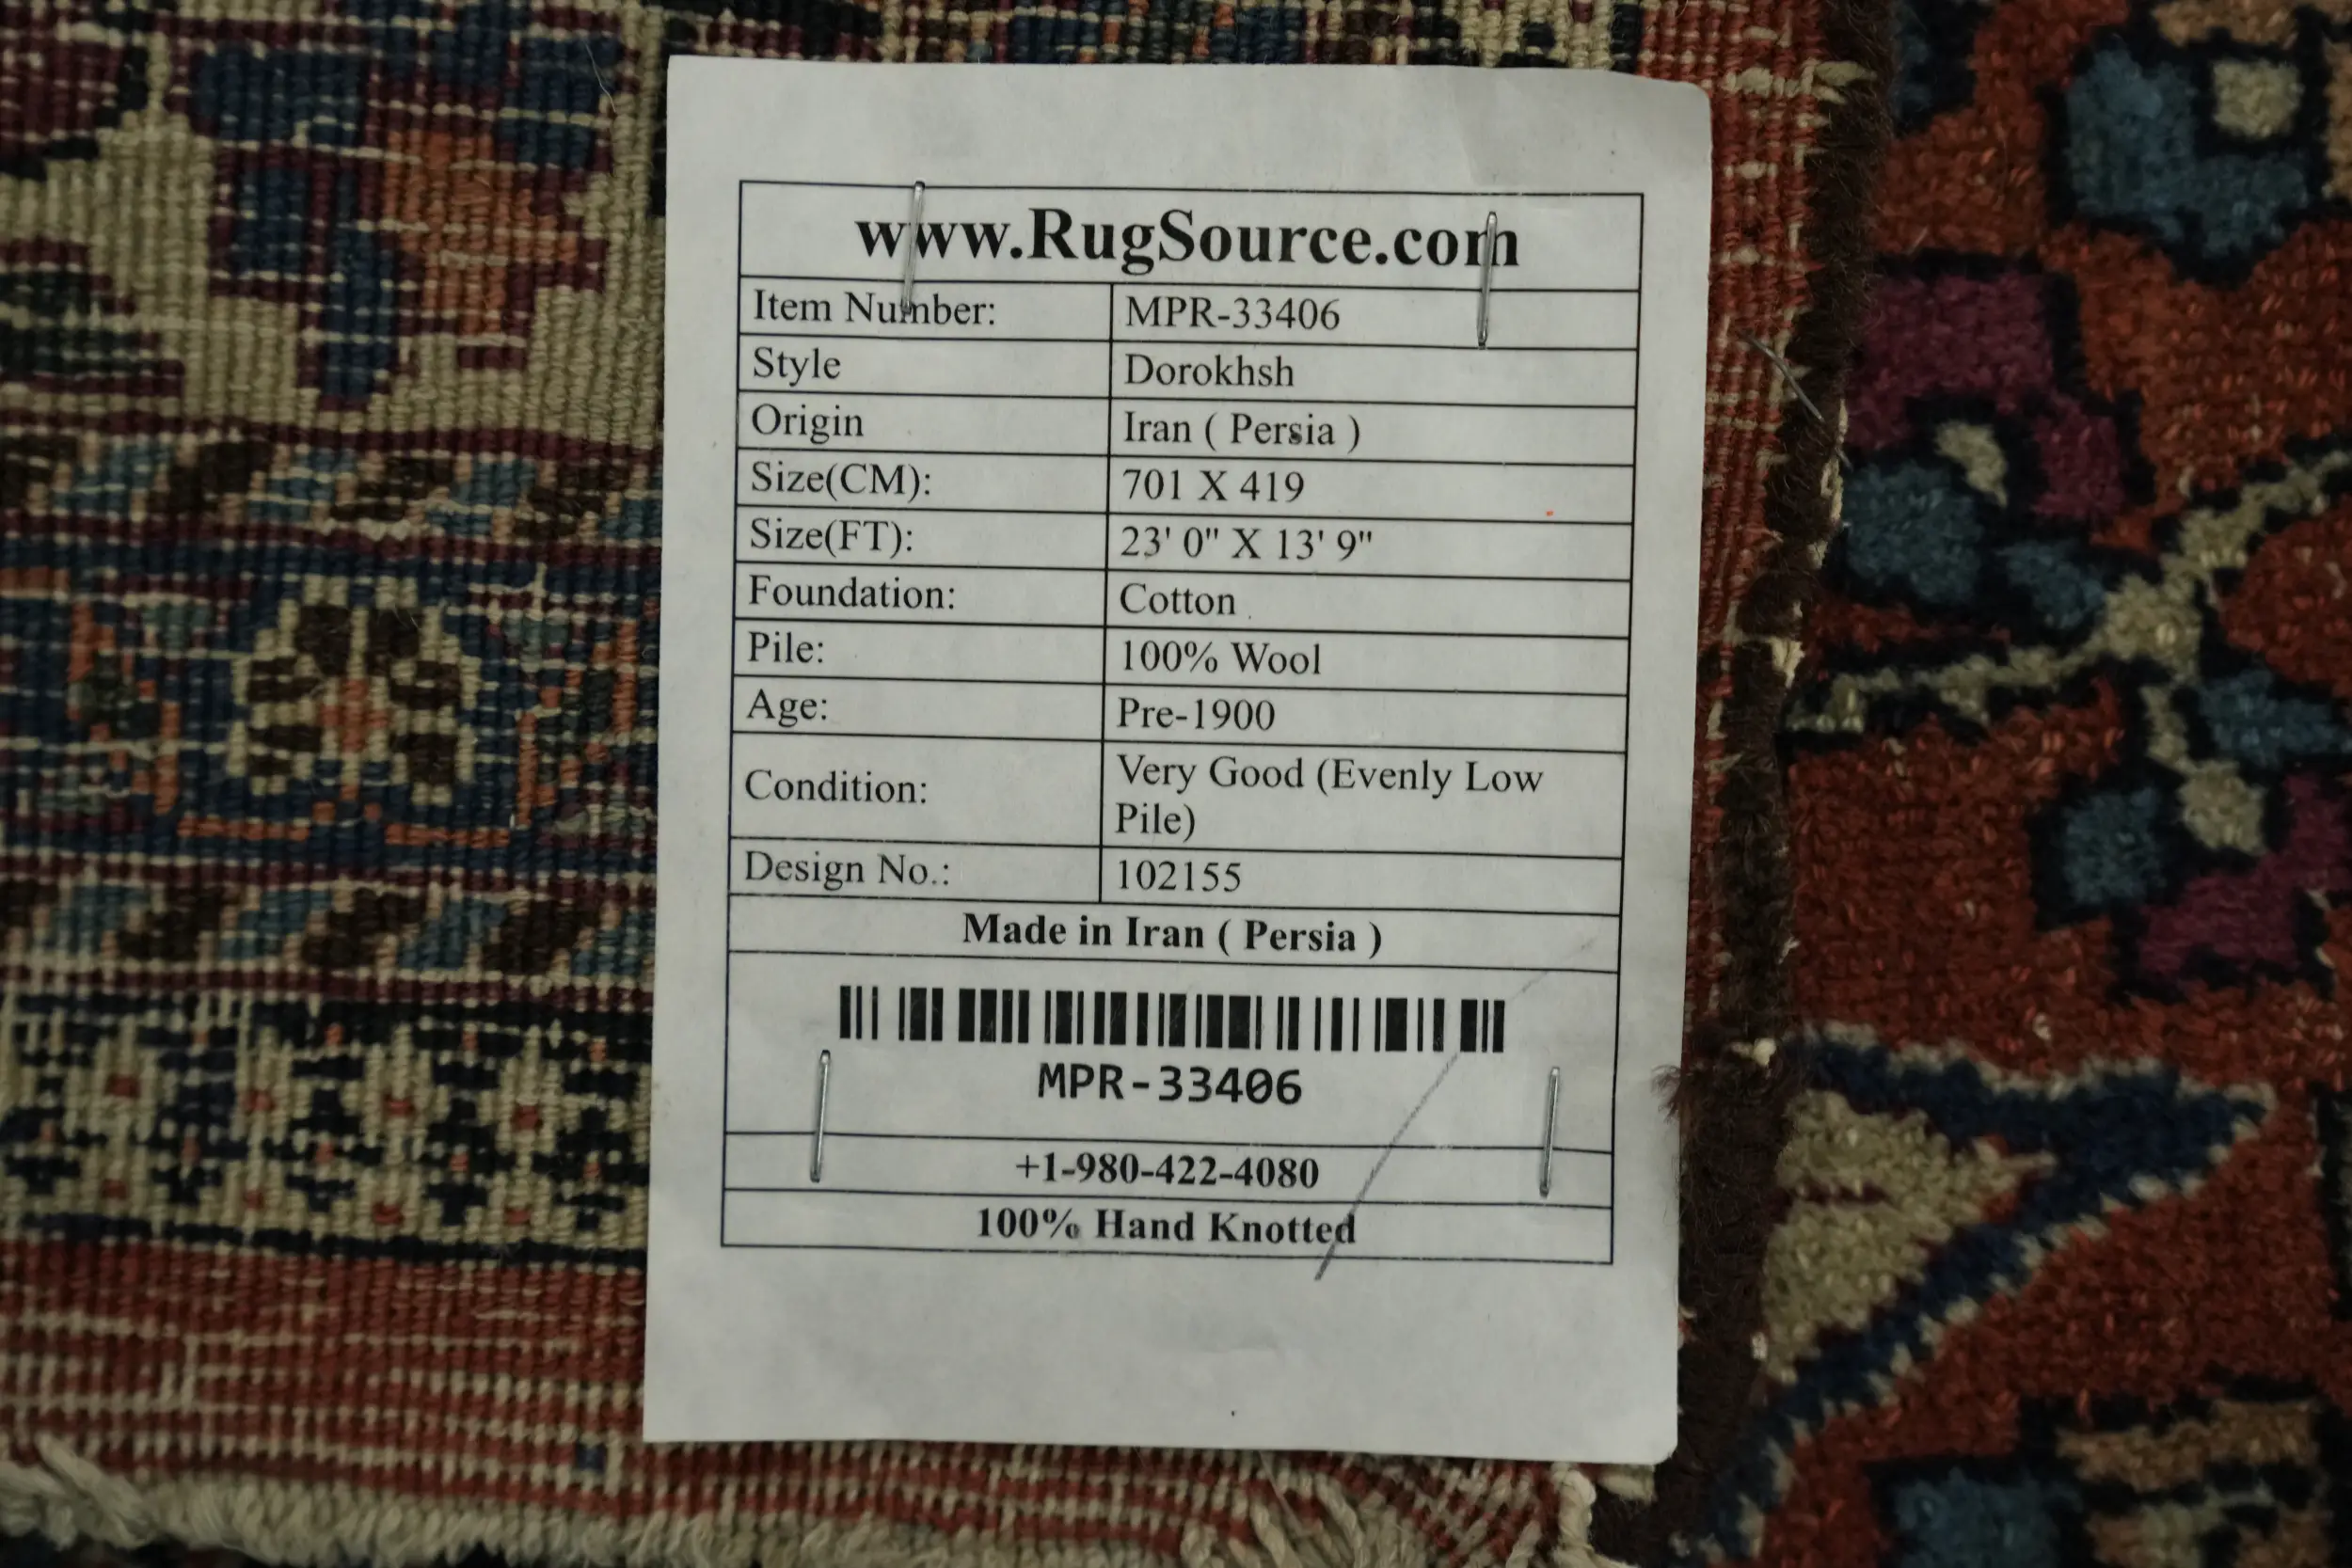 www.RugSource.com
Item Number: MPR-33406
Style Dorokhsh
Origin Iran ( Persia )
Size(CM): 701 X 419
Size(FT): 23' 0" X 13' 9"
Foundation: Cotton
Pile: 100% Wool
Age: Pre-1900
Condition: Very Good (Evenly Low
Pile)
Design No.: 102155
Made in Iran ( Persia )
MPR-33406
+1-980-422-4080
100% Hand Knotted